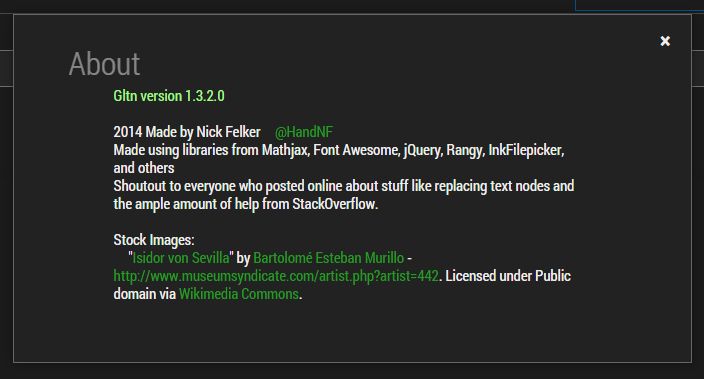 ×
About
Gltn version 1.3.2.0
2014 Made by Nick Felker @HandNF
Made using libraries from Mathjax, Font Awesome, jQuery, Rangy, InkFilepicker,
and others
Shoutout to everyone who posted online about stuff like replacing text nodes and
the ample amount of help from StackOverflow.
Stock Images:
"Isidor von Sevilla" by Bartolomé Esteban Murillo -
http://www.museumsyndicate.com/artist.php?artist=442. Licensed under Public
domain via Wikimedia Commons.